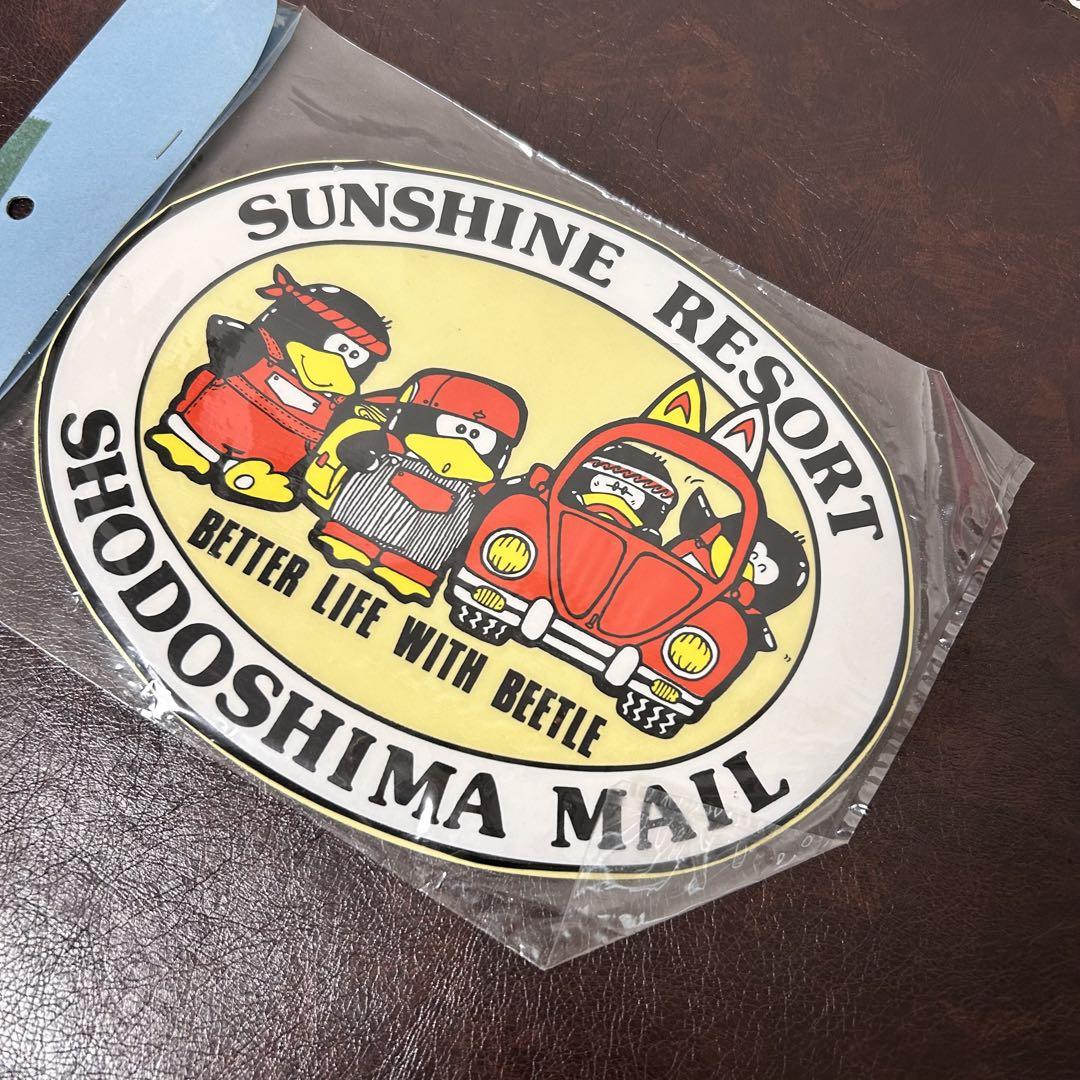 SUNSHINE RESORT
BETTER LIFE WITH BEETLE
SHODOSHIMA MAIL